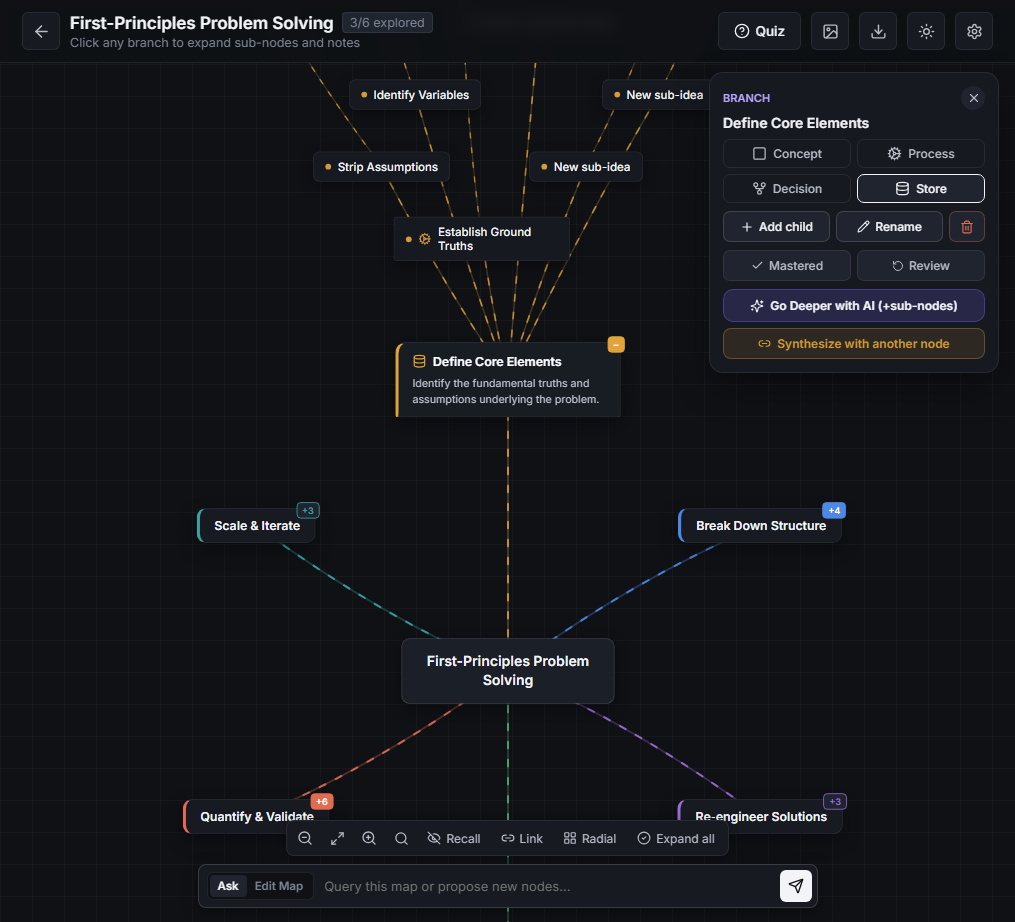 First-Principles Problem Solving
3/6 explored
Click any branch to expand sub-nodes and notes
Quiz
Identify Variables
New sub-idea
Strip Assumptions
New sub-idea
Establish Ground
Truths
Define Core Elements
–
Identify the fundamental truths and
assumptions underlying the problem.
BRANCH
Define Core Elements
Concept
Process
Decision
Store
Add child
Rename
Mastered
Review
Go Deeper with AI (+sub-nodes)
Synthesize with another node
Scale & Iterate
+3
Break Down Structure
+4
First-Principles Problem
Solving
Quantify & Validate
+6
Re-engineer Solutions
+3
Recall
Link
Radial
Expand all
Ask
Edit Map
Query this map or propose new nodes...